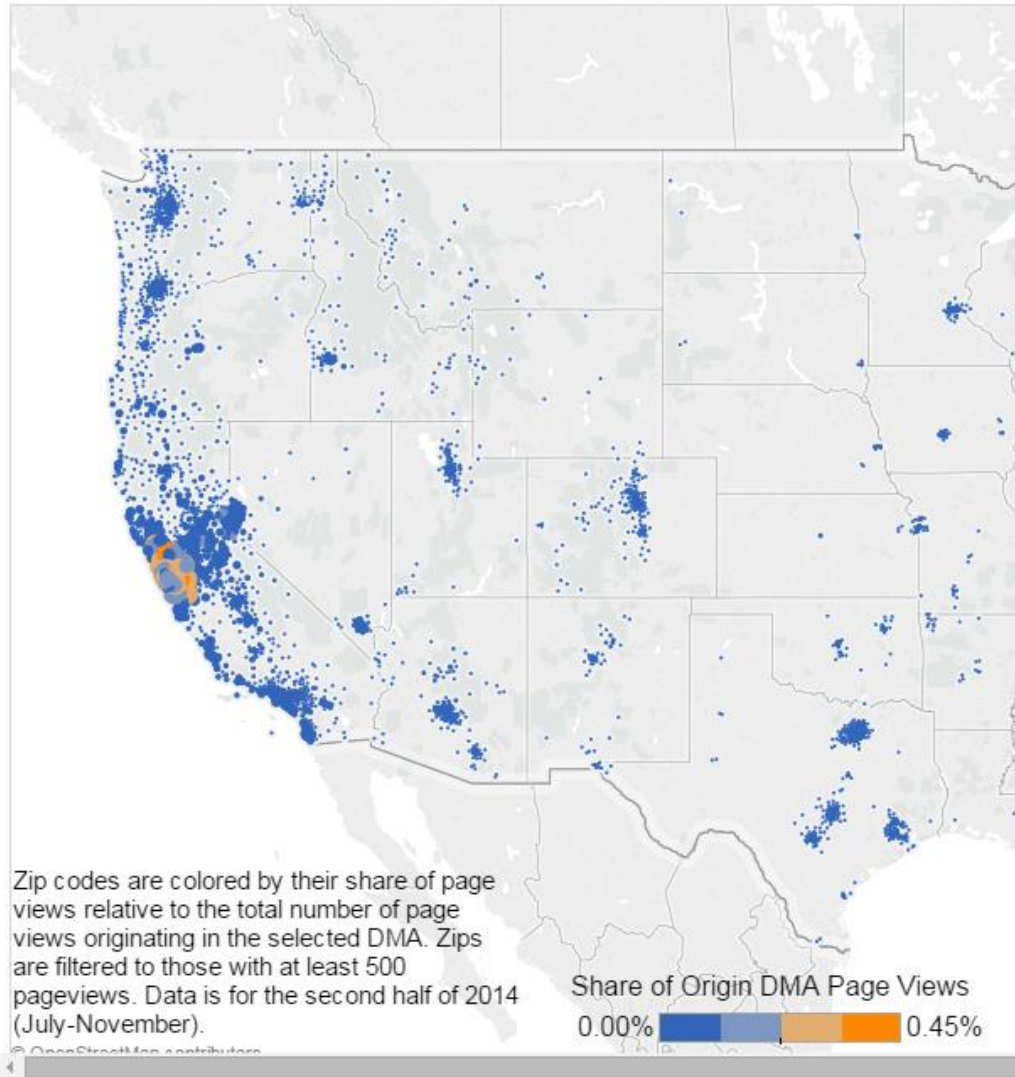 Zip codes are colored by their share of page
views relative to the total number of page
views originating in the selected DMA. Zips
are filtered to those with at least 500
pageviews. Data is for the second half of 2014
(July-November).
© OpenStreetMap contributors
Share of Origin DMA Page Views
0.00% 0.45%